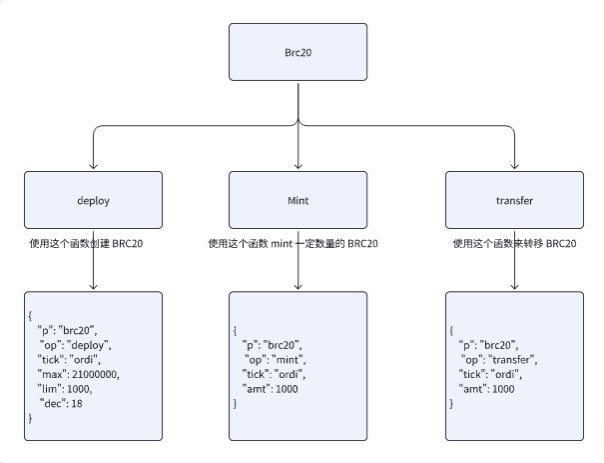 Brc20
deploy
Mint
transfer
使用这个函数创建 BRC20
使用这个函数 mint 一定数量的 BRC20
使用这个函数来转移 BRC20
{
"p“: "brc20”,
"op”: "deploy”,
"tick”: "ordi”,
"max”: 21000000,
"lim”: 1000,
"dec”: 18
}
{
"p“: "brc20”,
"op”: "mint”,
"tick”: "ordi”,
"amt”: 1000
}
{
"p“: "brc20”,
"op”: "transfer”,
"tick”: "ordi”,
"amt”: 1000
}